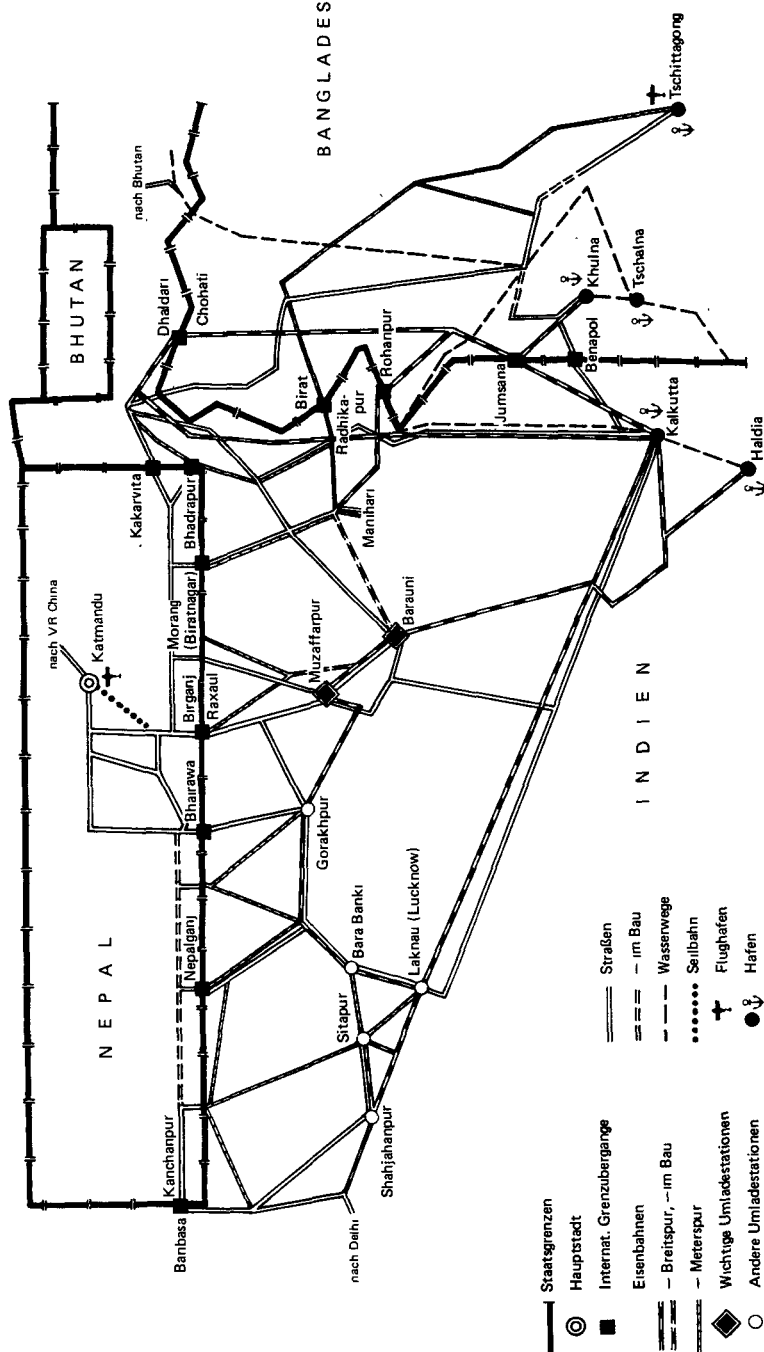 BANGLADES
BHUTAN
NEPAL
INDIEN
nach Bhutan
nach VR China
nach Delhi
Katmandu
Kakarvita
Bhadrapur
Morang
(Biratnagar)
Birganj
Raxaul
Bhairawa
Nepalganj
Kanchanpur
Banbasa
Dhaldari
Chohati
Birat
Radhika-
pur
Rohanpur
Manihari
Muzaffarpur
Barauni
Gorakhpur
Bara Banki
Sitapur
Laknau (Lucknow)
Shahjahanpur
Jumsana
Benapol
Khulna
Tschalna
Tschittagong
Kalkutta
Haldia
Staatsgrenzen
Hauptstadt
Internat. Grenzubergange
Eisenbahnen
– Breitspur, – im Bau
– Meterspur
Wichtige Umladestationen
Andere Umladestationen
Straßen
– im Bau
Wasserwege
Seilbahn
Flughafen
Hafen